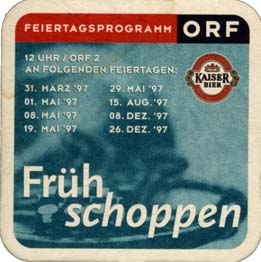 FEIERTAGSPROGRAMM ORF
12 UHR / ORF 2
AN FOLGENDEN FEIERTAGEN:
31. MÄRZ '97 29. MAI '97
01. MAI '97 15. AUG. '97
08. MAI '97 08. DEZ. '97
19. MAI '97 26. DEZ. '97
KAISER
BIER
Früh
schoppen